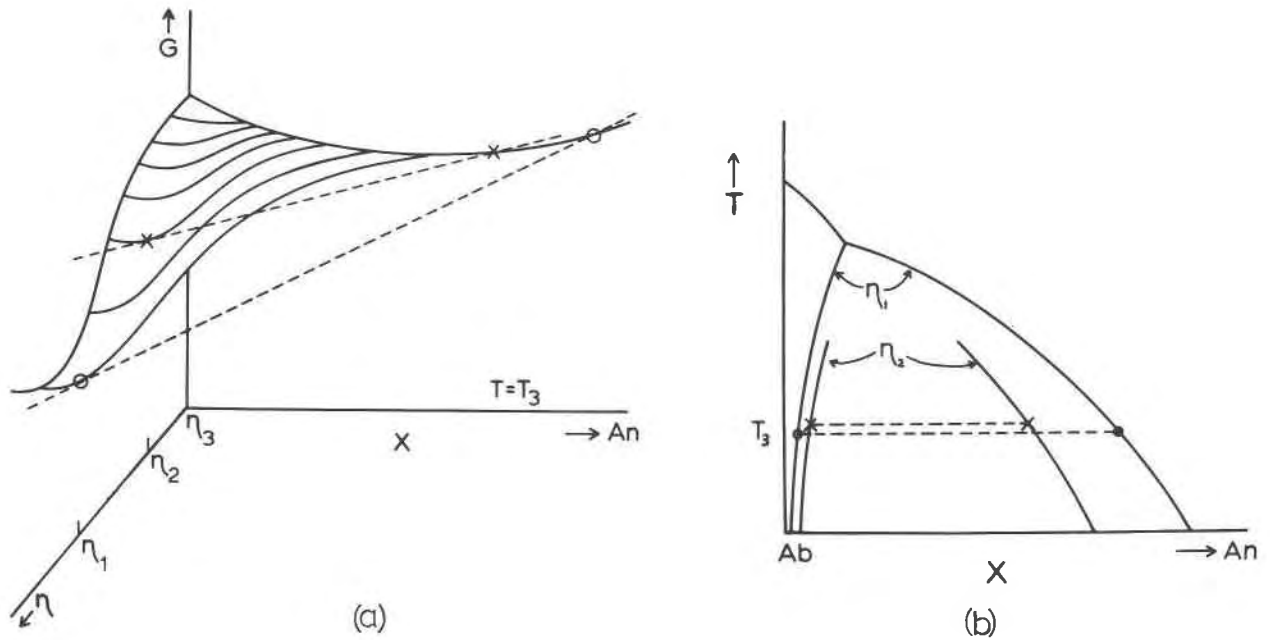 ↑
G
T=T₃
η₃
X
→ An
η₂
η₁
η
(a)
↑
T
η₁
η₂
T₃
Ab
→ An
X
(b)